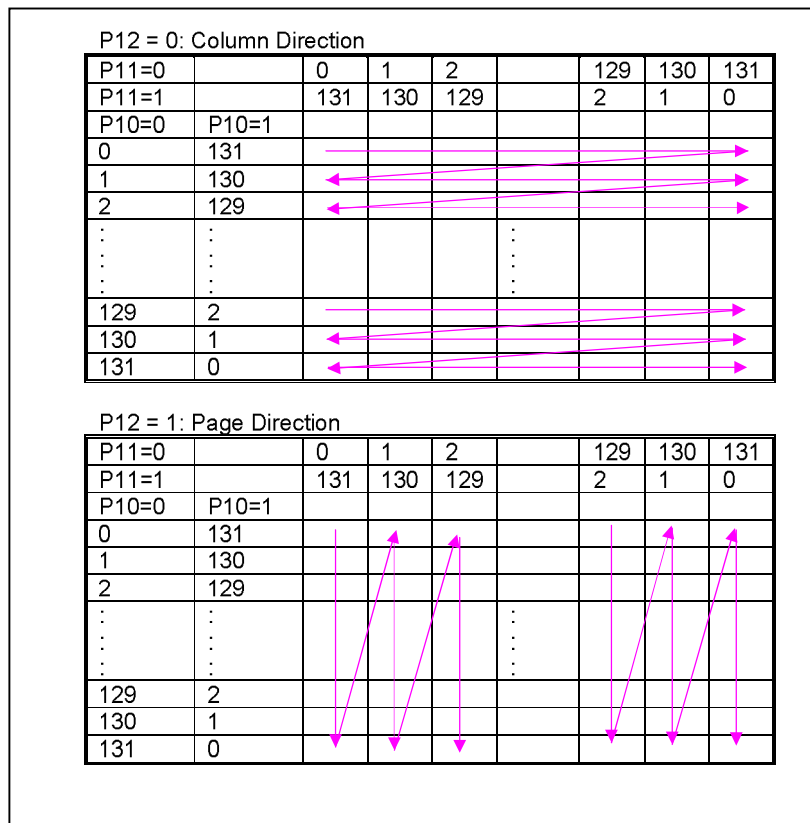 P12 = 0: Column Direction
P11=0 0 1 2 129 130 131
P11=1 131 130 129 2 1 0
P10=0 P10=1
0 131
1 130
2 129
: : :
: : :
129 2
130 1
131 0
P12 = 1: Page Direction
P11=0 0 1 2 129 130 131
P11=1 131 130 129 2 1 0
P10=0 P10=1
0 131
1 130
2 129
: : :
: : :
129 2
130 1
131 0